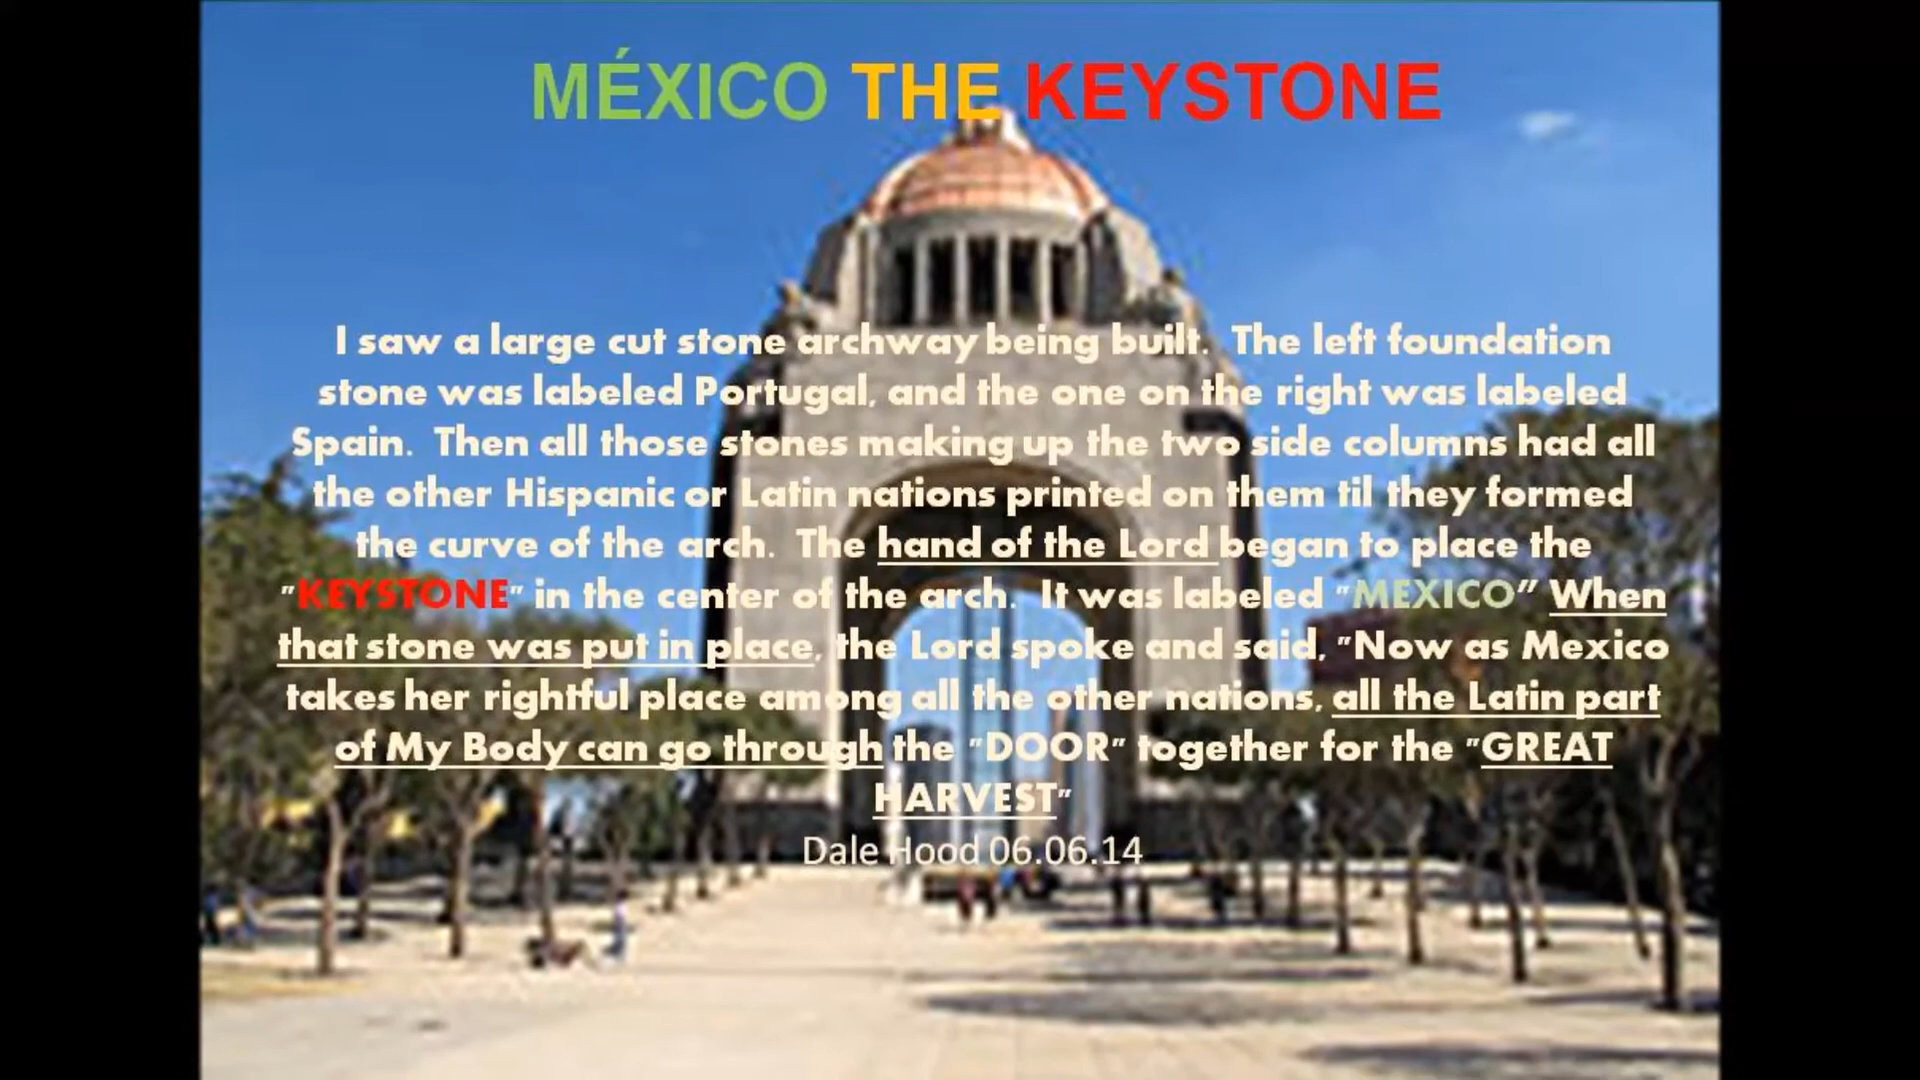 MÉXICO THE KEYSTONE
I saw a large cut stone archway being built. The left foundation
stone was labeled Portugal, and the one on the right was labeled
Spain. Then all those stones making up the two side columns had all
the other Hispanic or Latin nations printed on them til they formed
the curve of the arch. The hand of the Lord began to place the
"KEYSTONE" in the center of the arch. It was labeled "MEXICO" When
that stone was put in place, the Lord spoke and said, "Now as Mexico
takes her rightful place among all the other nations, all the Latin part
of My Body can go through the "DOOR" together for the "GREAT
HARVEST"
Dale Hood 06.06.14